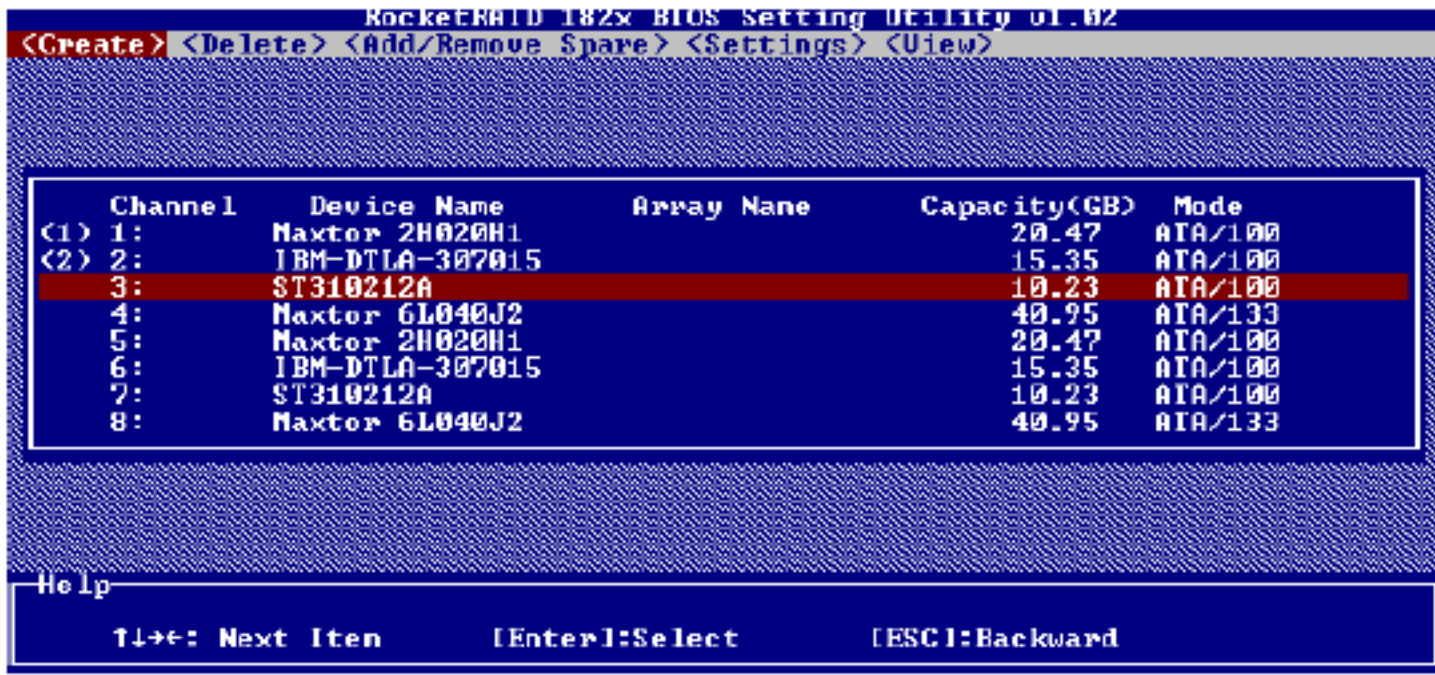 RocketRAID 182x BIOS Setting Utility v1.02
<Create> <Delete> <Add/Remove Spare> <Settings> <View>
Channel Device Name Array Name Capacity(GB) Mode
(1) 1: Maxtor 2H020H1 20.47 ATA/100
(2) 2: IBM-DTLA-307015 15.35 ATA/100
3: ST310212A 10.23 ATA/100
4: Maxtor 6L040J2 40.95 ATA/133
5: Maxtor 2H020H1 20.47 ATA/100
6: IBM-DTLA-307015 15.35 ATA/100
7: ST310212A 10.23 ATA/100
8: Maxtor 6L040J2 40.95 ATA/133
Help
↑↓→←: Next Item [Enter]:Select [ESC]:Backward